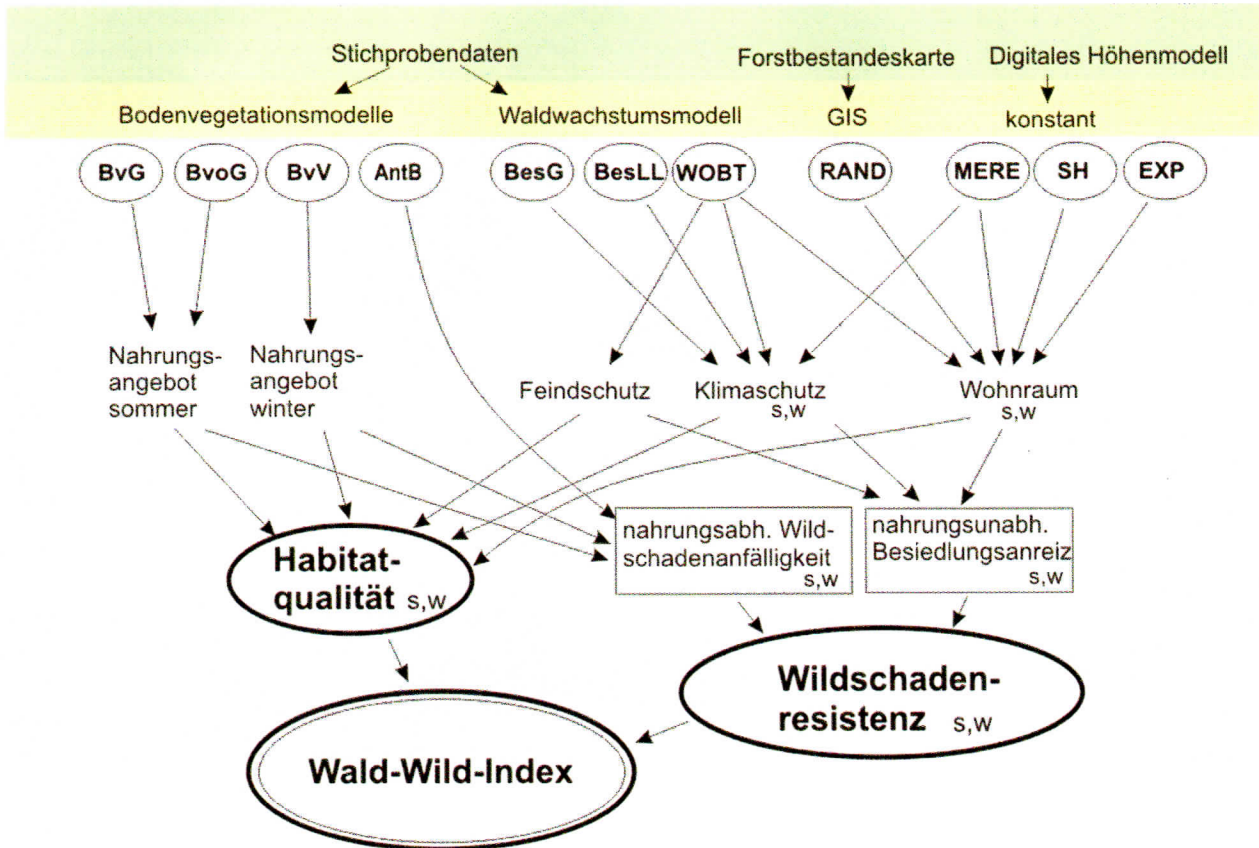 Stichprobendaten
Forstbestandeskarte
Digitales Höhenmodell
Bodenvegetationsmodelle
Waldwachstumsmodell
GIS
konstant
BvG
BvoG
BvV
AntB
BesG
BesLL
WOBT
RAND
MERE
SH
EXP
Nahrungs-
angebot
sommer
Nahrungs-
angebot
winter
Feindschutz
Klimaschutz
s,w
Wohnraum
s,w
Habitat-
qualität s,w
nahrungsabh. Wild-
schadenanfälligkeit
s,w
nahrungsunabh.
Besiedlungsanreiz
s,w
Wildschaden-
resistenz s,w
Wald-Wild-Index